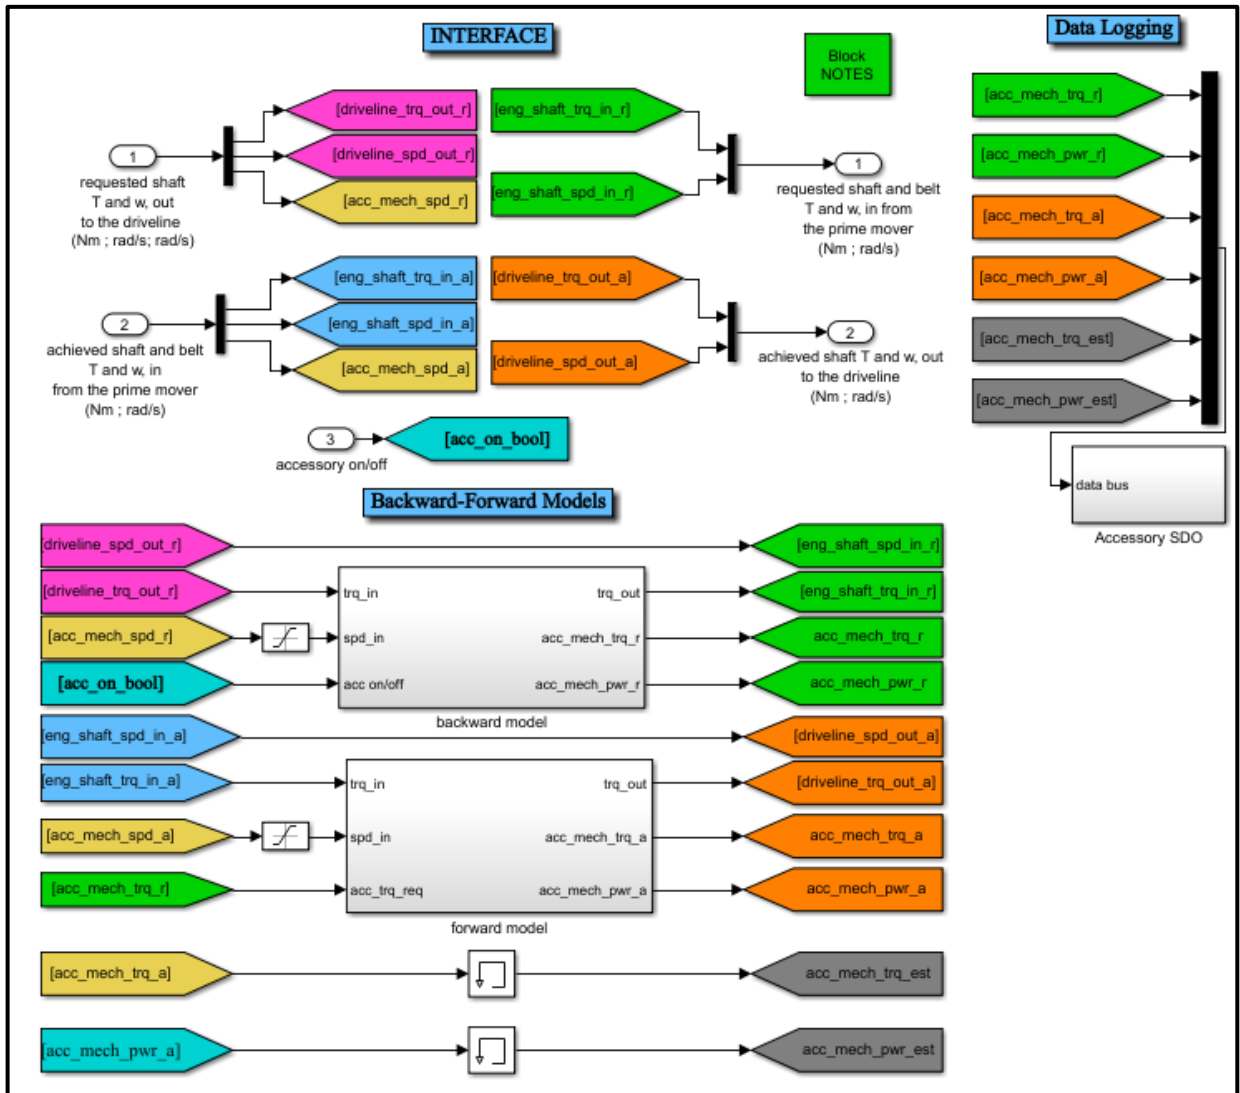 INTERFACE
Data Logging
Block
NOTES
[driveline_trq_out_r]
[driveline_spd_out_r]
[acc_mech_spd_r]
1
requested shaft
T and w, out
to the driveline
(Nm ; rad/s; rad/s)
[eng_shaft_trq_in_r]
[eng_shaft_spd_in_r]
1
requested shaft and belt
T and w, in from
the prime mover
(Nm ; rad/s)
[eng_shaft_trq_in_a]
[eng_shaft_spd_in_a]
[acc_mech_spd_a]
2
achieved shaft and belt
T and w, in
from the prime mover
(Nm ; rad/s)
[driveline_trq_out_a]
[driveline_spd_out_a]
2
achieved shaft T and w, out
to the driveline
(Nm ; rad/s)
3
accessory on/off
[acc_on_bool]
[acc_mech_trq_r]
[acc_mech_pwr_r]
[acc_mech_trq_a]
[acc_mech_pwr_a]
[acc_mech_trq_est]
[acc_mech_pwr_est]
data bus
Accessory SDO
Backward-Forward Models
[driveline_spd_out_r]
[eng_shaft_spd_in_r]
[driveline_trq_out_r]
trq_in
trq_out
[eng_shaft_trq_in_r]
[acc_mech_spd_r]
spd_in
acc_mech_trq_r
acc_mech_trq_r
[acc_on_bool]
acc on/off
acc_mech_pwr_r
acc_mech_pwr_r
backward model
[eng_shaft_spd_in_a]
[driveline_spd_out_a]
[eng_shaft_trq_in_a]
trq_in
trq_out
[driveline_trq_out_a]
[acc_mech_spd_a]
spd_in
acc_mech_trq_a
acc_mech_trq_a
[acc_mech_trq_r]
acc_trq_req
acc_mech_pwr_a
acc_mech_pwr_a
forward model
[acc_mech_trq_a]
acc_mech_trq_est
[acc_mech_pwr_a]
acc_mech_pwr_est